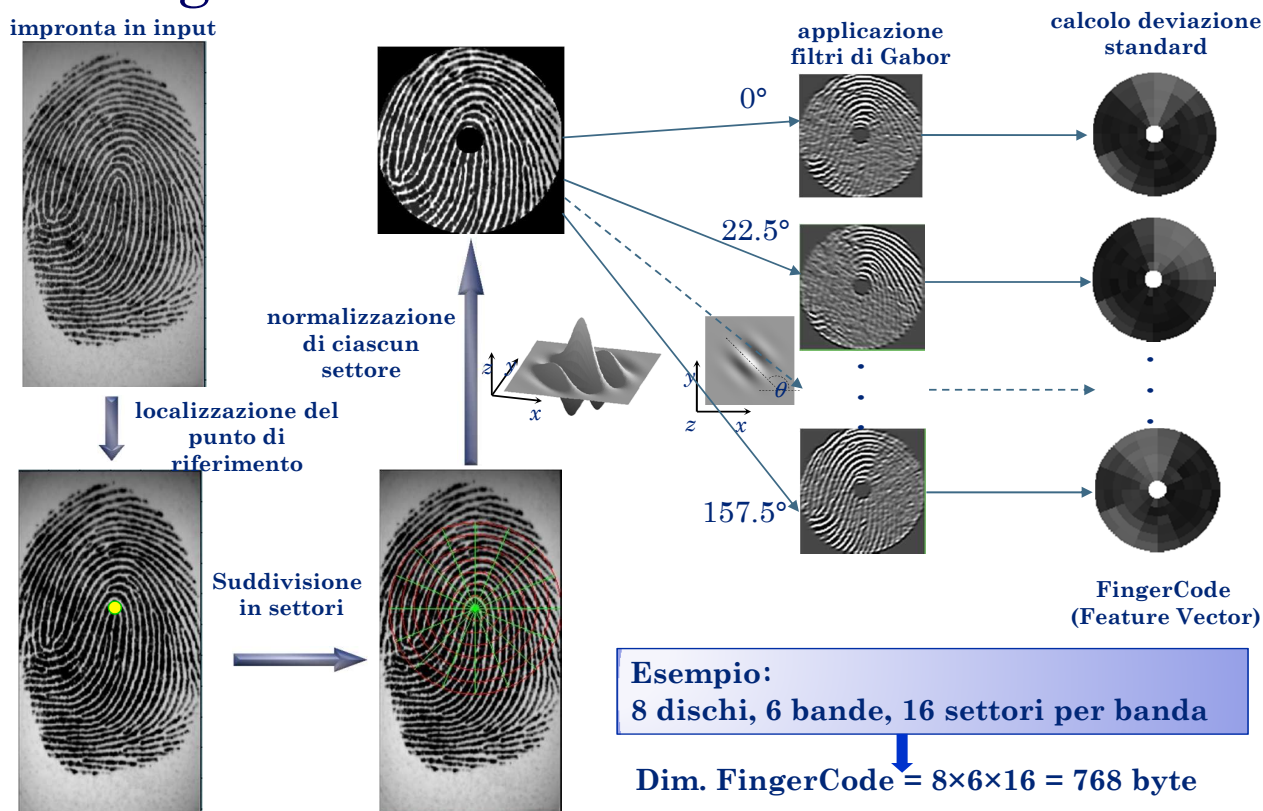 impronta in input
applicazione
filtri di Gabor
calcolo deviazione
standard
0°
22.5°
normalizzazione
di ciascun
settore
z
y
x
y
θ
z
x
localizzazione del
punto di
riferimento
157.5°
Suddivisione
in settori
FingerCode
(Feature Vector)
Esempio:
8 dischi, 6 bande, 16 settori per banda
Dim. FingerCode = 8×6×16 = 768 byte